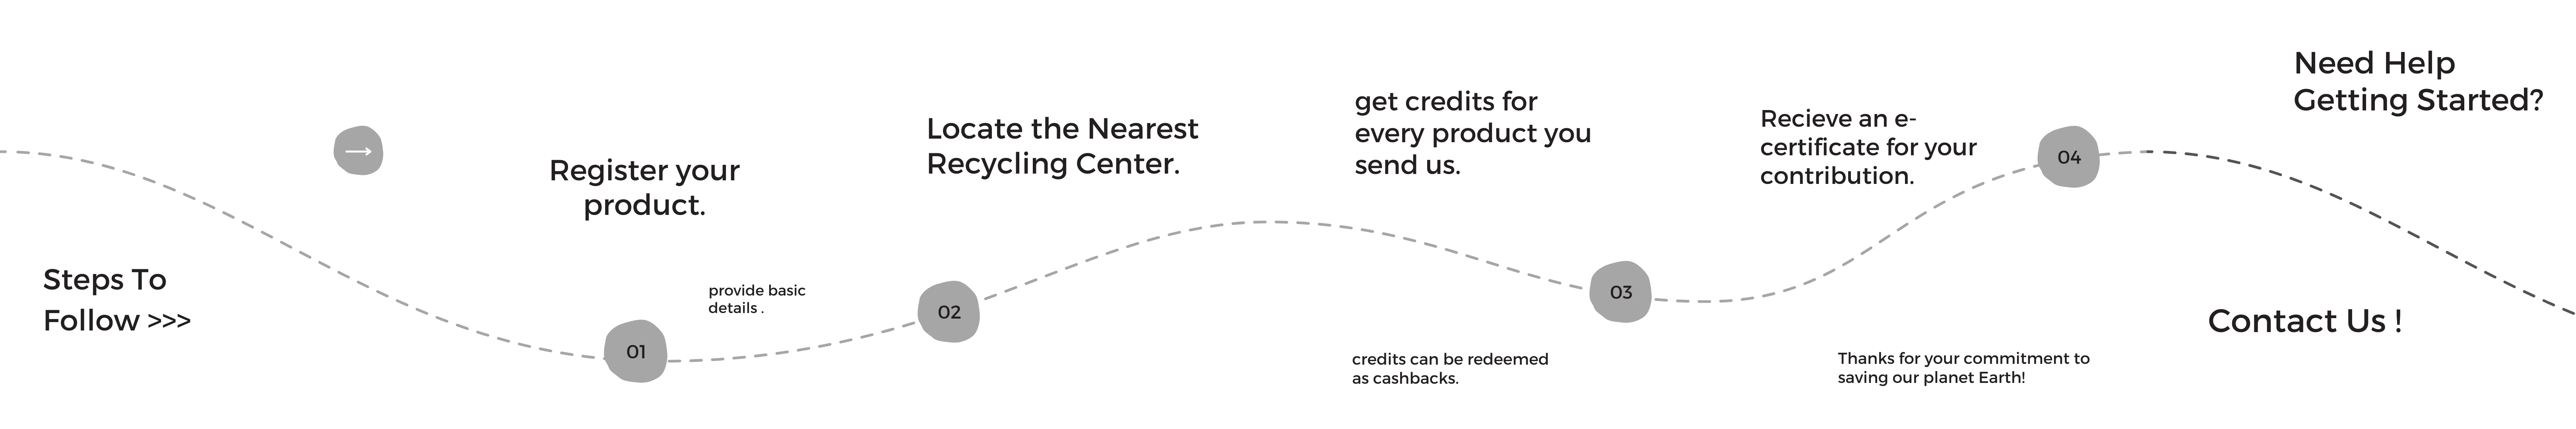 Steps To
Follow >>>
Register your
product.
provide basic
details .
01
Locate the Nearest
Recycling Center.
02
get credits for
every product you
send us.
credits can be redeemed
as cashbacks.
03
Recieve an e-
certificate for your
contribution.
Thanks for your commitment to
saving our planet Earth!
04
Need Help
Getting Started?
Contact Us !